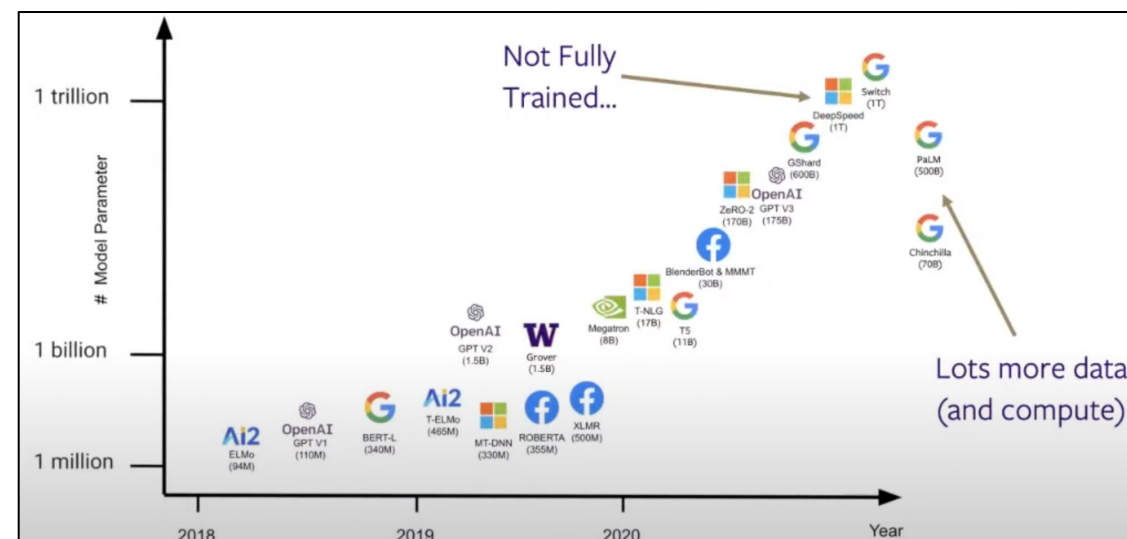 Not Fully
Trained...
1 trillion
Switch
(1T)
DeepSpeed
(1T)
GShard
(600B)
PaLM
(500B)
# Model Parameter
ZeRO-2
(170B)
OpenAI
GPT V3
(175B)
Chinchilla
(70B)
BlenderBot & MMMT
(30B)
T-NLG
(17B)
T5
(11B)
Megatron
(8B)
OpenAI
GPT V2
(1.5B)
W
Grover
(1.5B)
1 billion
Lots more data
(and compute)
Ai2
ELMo
(94M)
OpenAI
GPT V1
(110M)
BERT-L
(340M)
Ai2
T-ELMo
(465M)
MT-DNN
(330M)
ROBERTA
(355M)
XLMR
(500M)
1 million
2018
2019
2020
Year